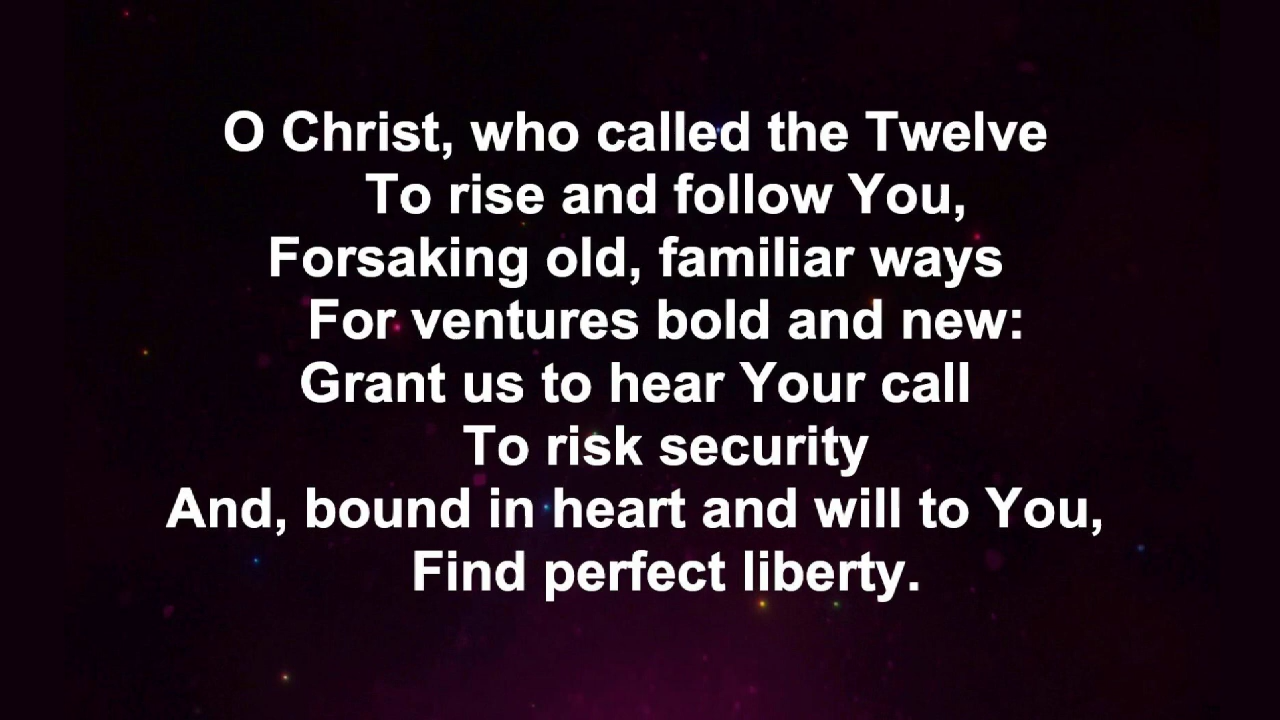 O Christ, who called the Twelve
To rise and follow You,
Forsaking old, familiar ways
For ventures bold and new:
Grant us to hear Your call
To risk security
And, bound in heart and will to You,
Find perfect liberty.